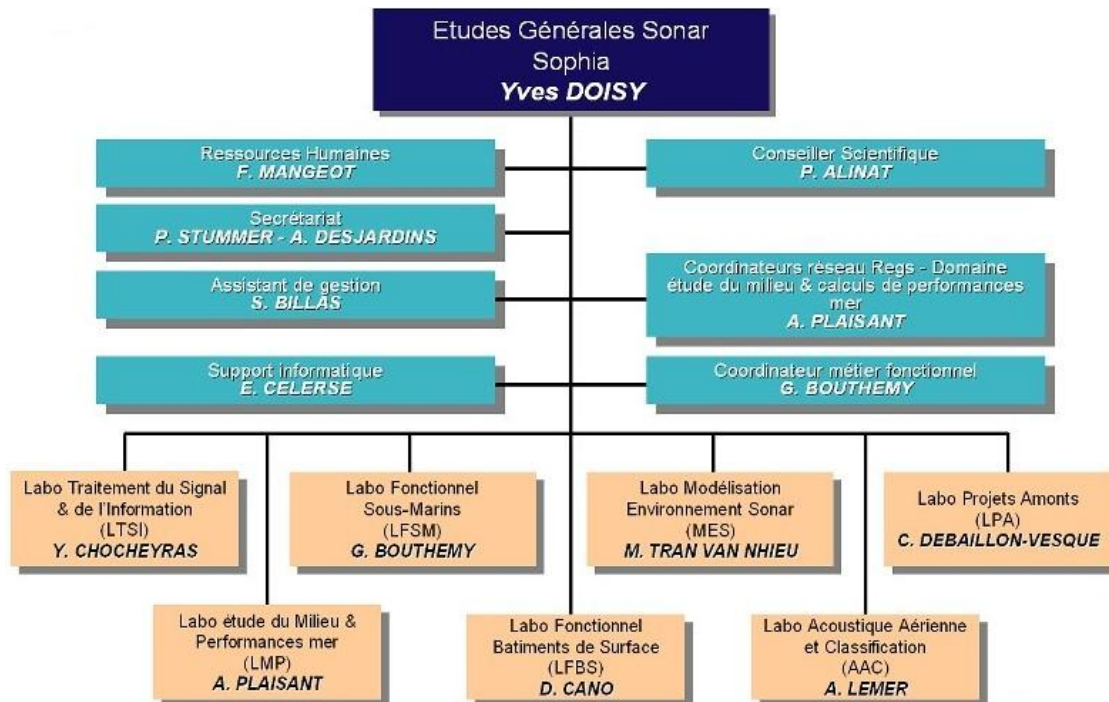 Etudes Générales Sonar
Sophia
Yves DOISY
Ressources Humaines
F. MANGEOT
Conseiller Scientifique
P. ALINAT
Secrétariat
P. STUMMER - A. DESJARDINS
Assistant de gestion
S. BILLAS
Coordinateurs réseau Regs - Domaine
étude du milieu & calculs de performances
mer
A. PLAISANT
Support informatique
E. CELERSE
Coordinateur métier fonctionnel
G. BOUTHEMY
Labo Traitement du Signal
& de l'Information
(LTSI)
Y. CHOCHEYRAS
Labo Fonctionnel
Sous-Marins
(LFSM)
G. BOUTHEMY
Labo Modélisation
Environnement Sonar
(MES)
M. TRAN VAN NHIEU
Labo Projets Amonts
(LPA)
C. DEBAILLON-VESQUE
Labo étude du Milieu &
Performances mer
(LMP)
A. PLAISANT
Labo Fonctionnel
Batiments de Surface
(LFBS)
D. CANO
Labo Acoustique Aérienne
et Classification
(AAC)
A. LEMER